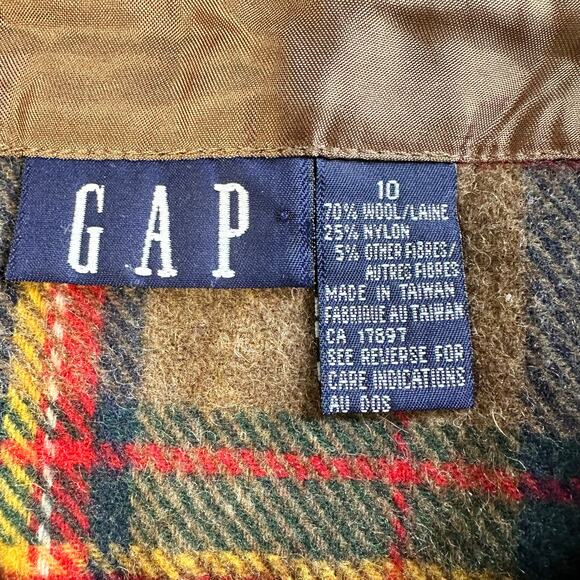 GAP
10
70% WOOL/LAINE
25% NYLON
5% OTHER FIBRES/
AUTRES FIBRES
MADE IN TAIWAN
FABRIQUE AU TAIWAN
CA 17897
SEE REVERSE FOR
CARE INDICATIONS
AU DOS